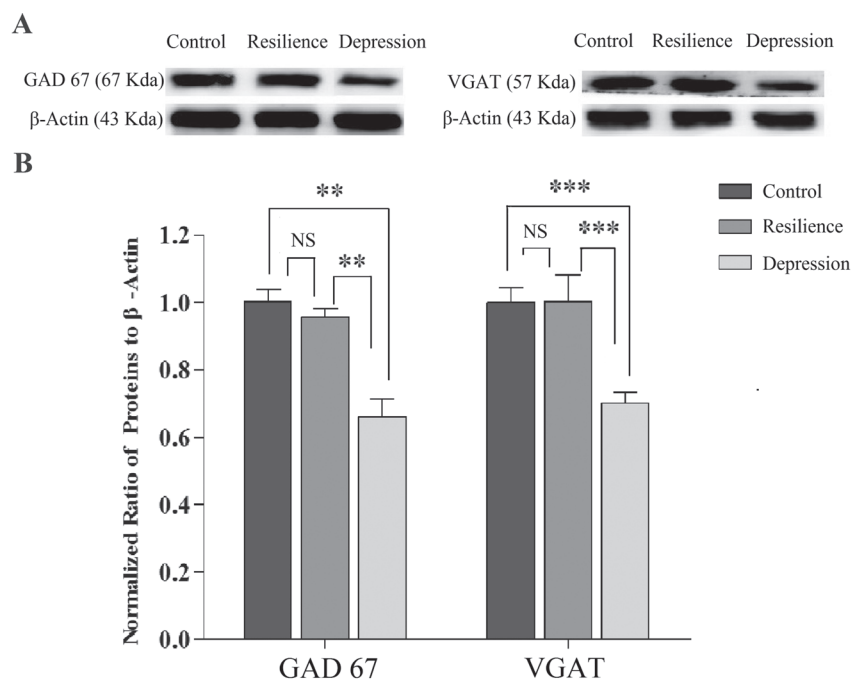 A
Control Resilience Depression
GAD 67 (67 Kda)
β-Actin (43 Kda)
Control Resilience Depression
VGAT (57 Kda)
β-Actin (43 Kda)
B
Normalized Ratio of Proteins to β -Actin
1.2
1.0
0.8
0.6
0.4
0.2
0.0
**
NS
**
***
NS
***
GAD 67
VGAT
Control
Resilience
Depression